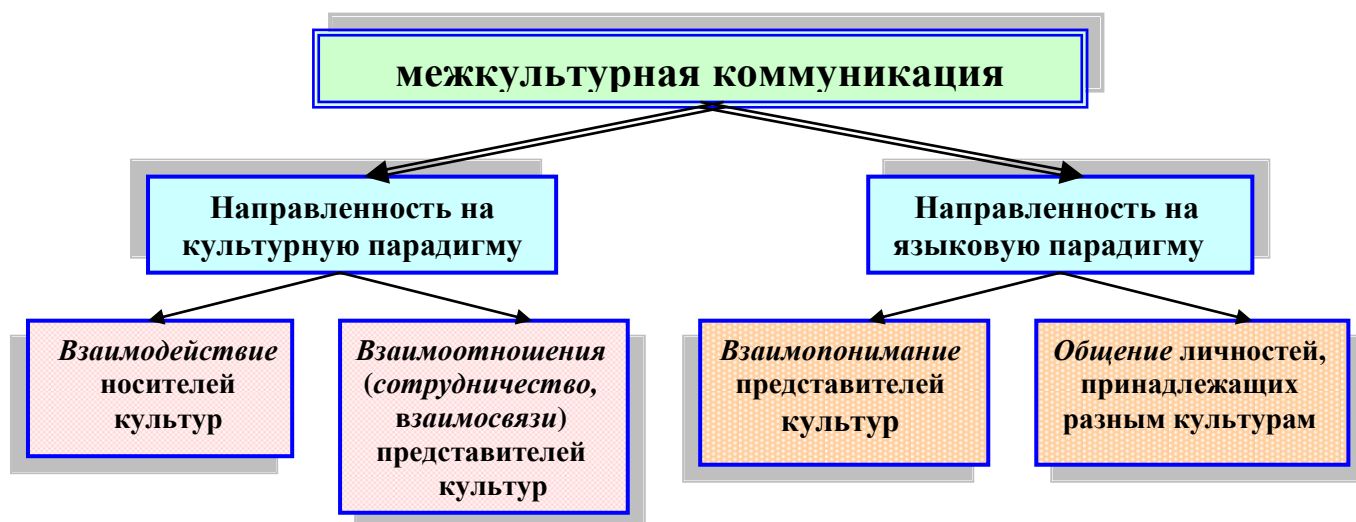 межкультурная коммуникация
Направленность на
культурную парадигму
Направленность на
языковую парадигму
Взаимодействие
носителей
культур
Взаимоотношения
(сотрудничество,
взаимосвязи)
представителей
культур
Взаимопонимание
представителей
культур
Общение личностей,
принадлежащих
разным культурам